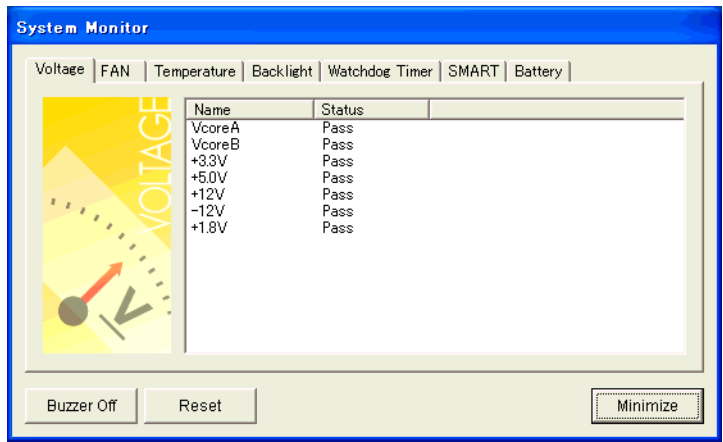 System Monitor
Voltage FAN Temperature Backlight Watchdog Timer SMART Battery
VOLTAGE
Name Status
VcoreA Pass
VcoreB Pass
+3.3V Pass
+5.0V Pass
+12V Pass
-12V Pass
+1.8V Pass
V
Buzzer Off Reset Minimize